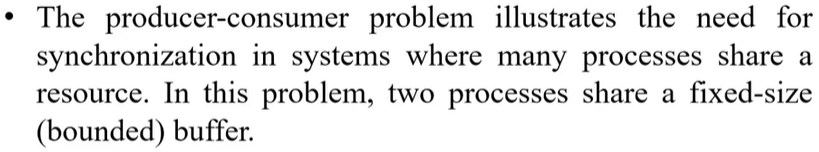 • The producer-consumer problem illustrates the need for
synchronization in systems where many processes share a
resource. In this problem, two processes share a fixed-size
(bounded) buffer.